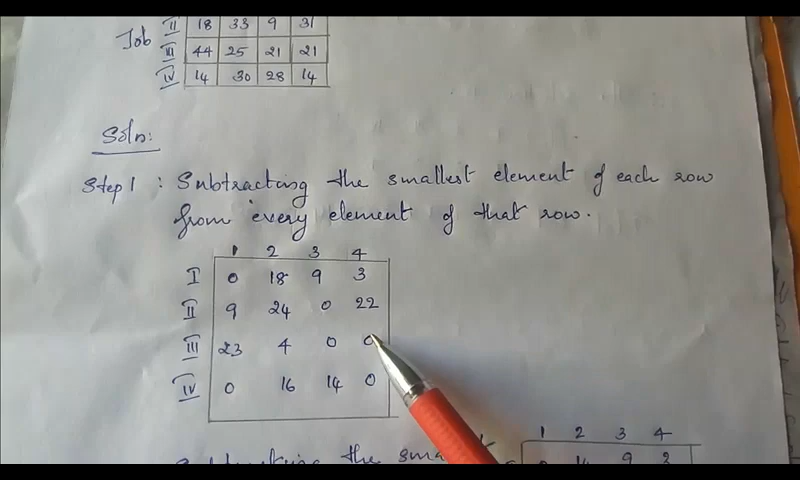 II 18 33 9 31
Job III 44 25 21 21
IV 14 30 28 14
Soln:
Step 1 : Subtracting the smallest element of each row
from every element of that row.
1 2 3 4
I 0 18 9 3
II 9 24 0 22
III 23 4 0 0
IV 0 16 14 0
1 2 3 4
Subtracting the sma